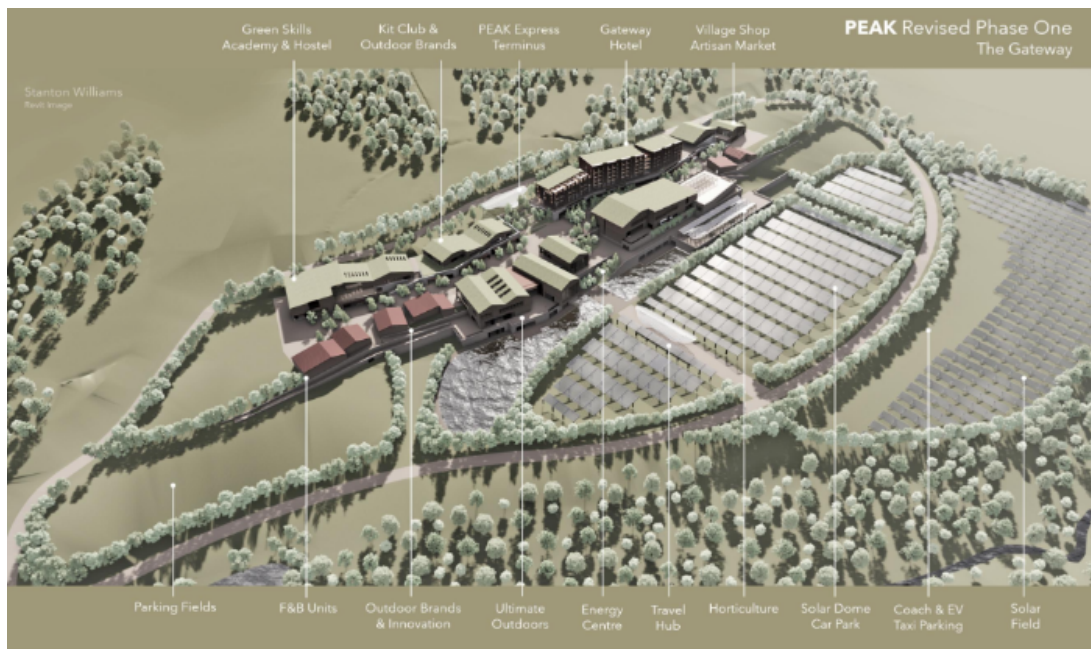 Green Skills
Academy & Hostel
Kit Club &
Outdoor Brands
PEAK Express
Terminus
Gateway
Hotel
Village Shop
Artisan Market
PEAK Revised Phase One
The Gateway
Stanton Williams
Revit Image
Parking Fields
F&B Units
Outdoor Brands
& Innovation
Ultimate
Outdoors
Energy
Centre
Travel
Hub
Horticulture
Solar Dome
Car Park
Coach & EV
Taxi Parking
Solar
Field